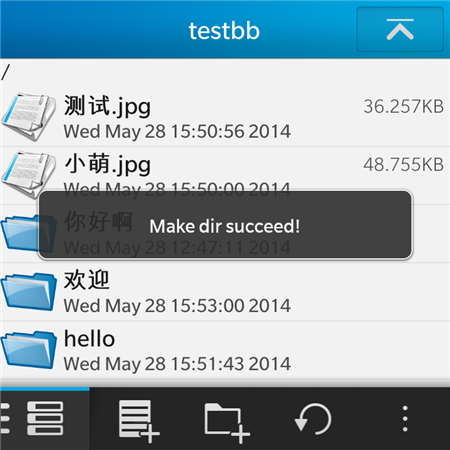 testbb
/
测试.jpg
36.257KB
Wed May 28 15:50:56 2014
小萌.jpg
48.755KB
Wed May 28 15:50:00 2014
你好啊
Make dir succeed!
Wed May 28 12:47:11 2014
欢迎
Wed May 28 15:53:00 2014
hello
Wed May 28 15:51:43 2014